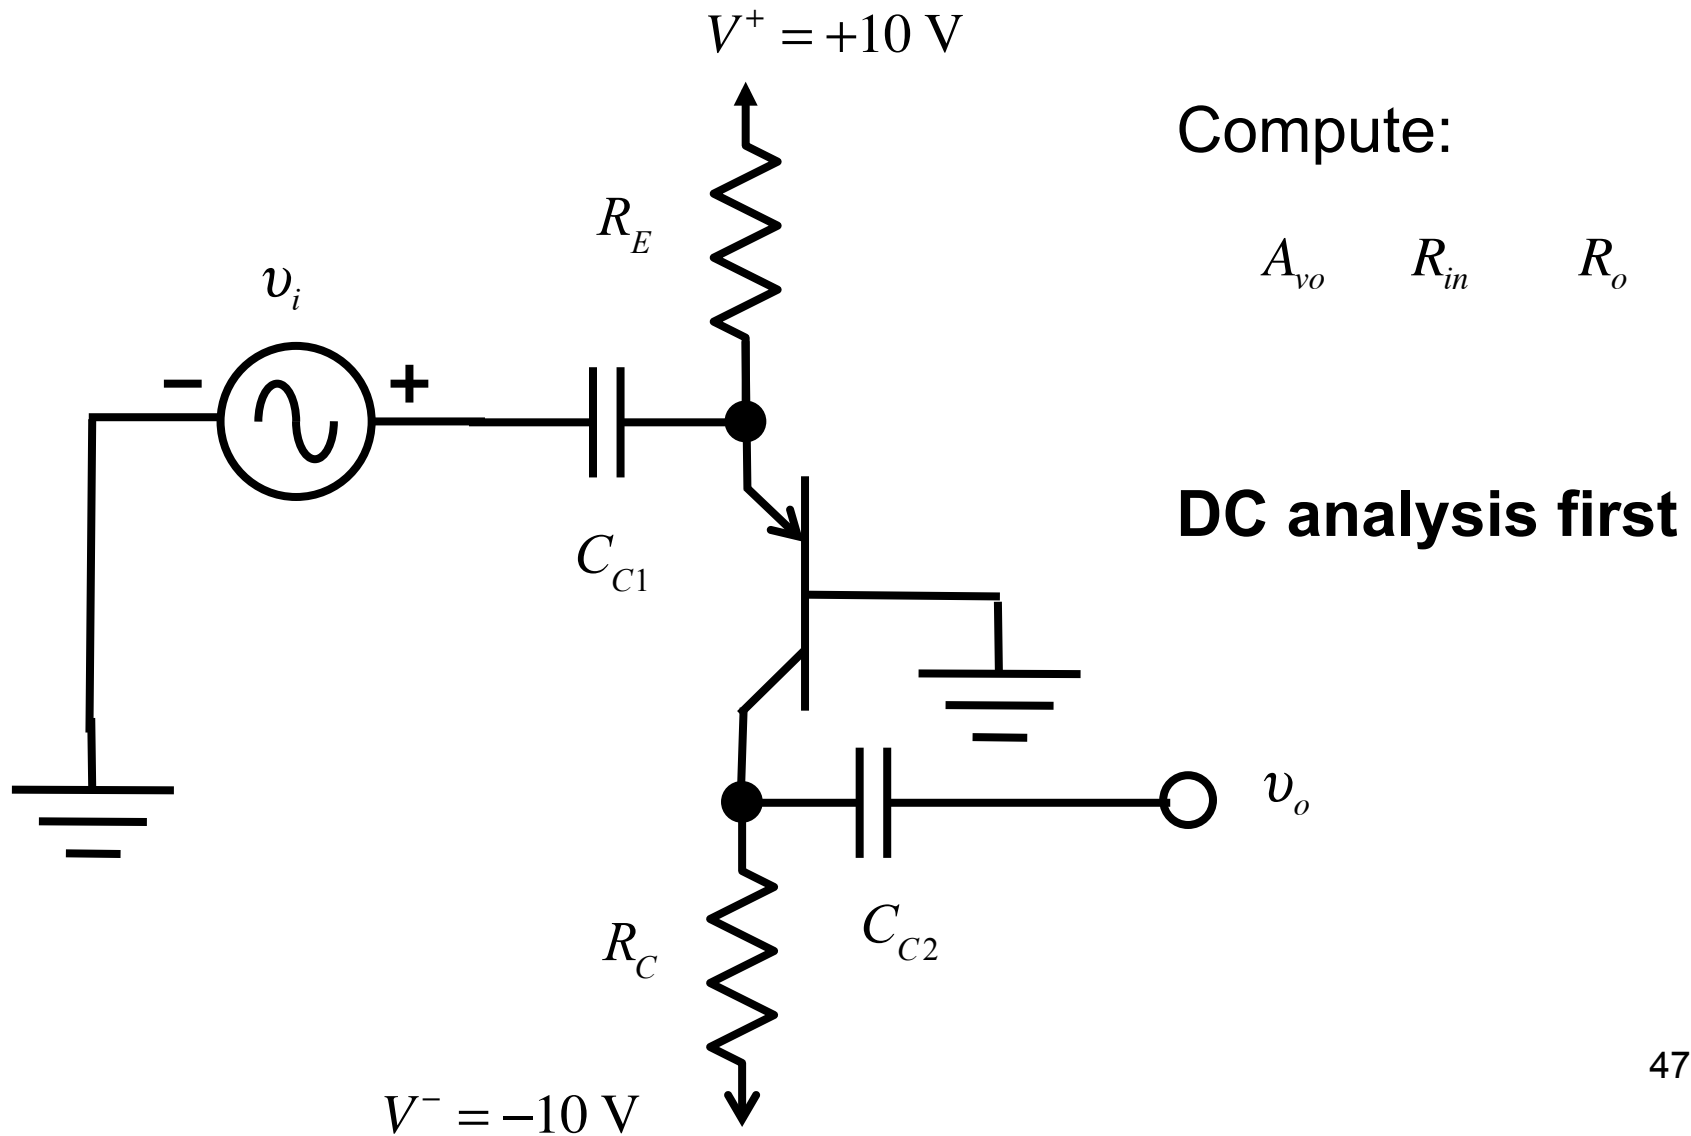 V⁺ = +10 V
Compute:
R_E
A_vo R_in R_o
υ_i
− +
DC analysis first
C_C1
υ_o
C_C2
R_C
47
V⁻ = −10 V